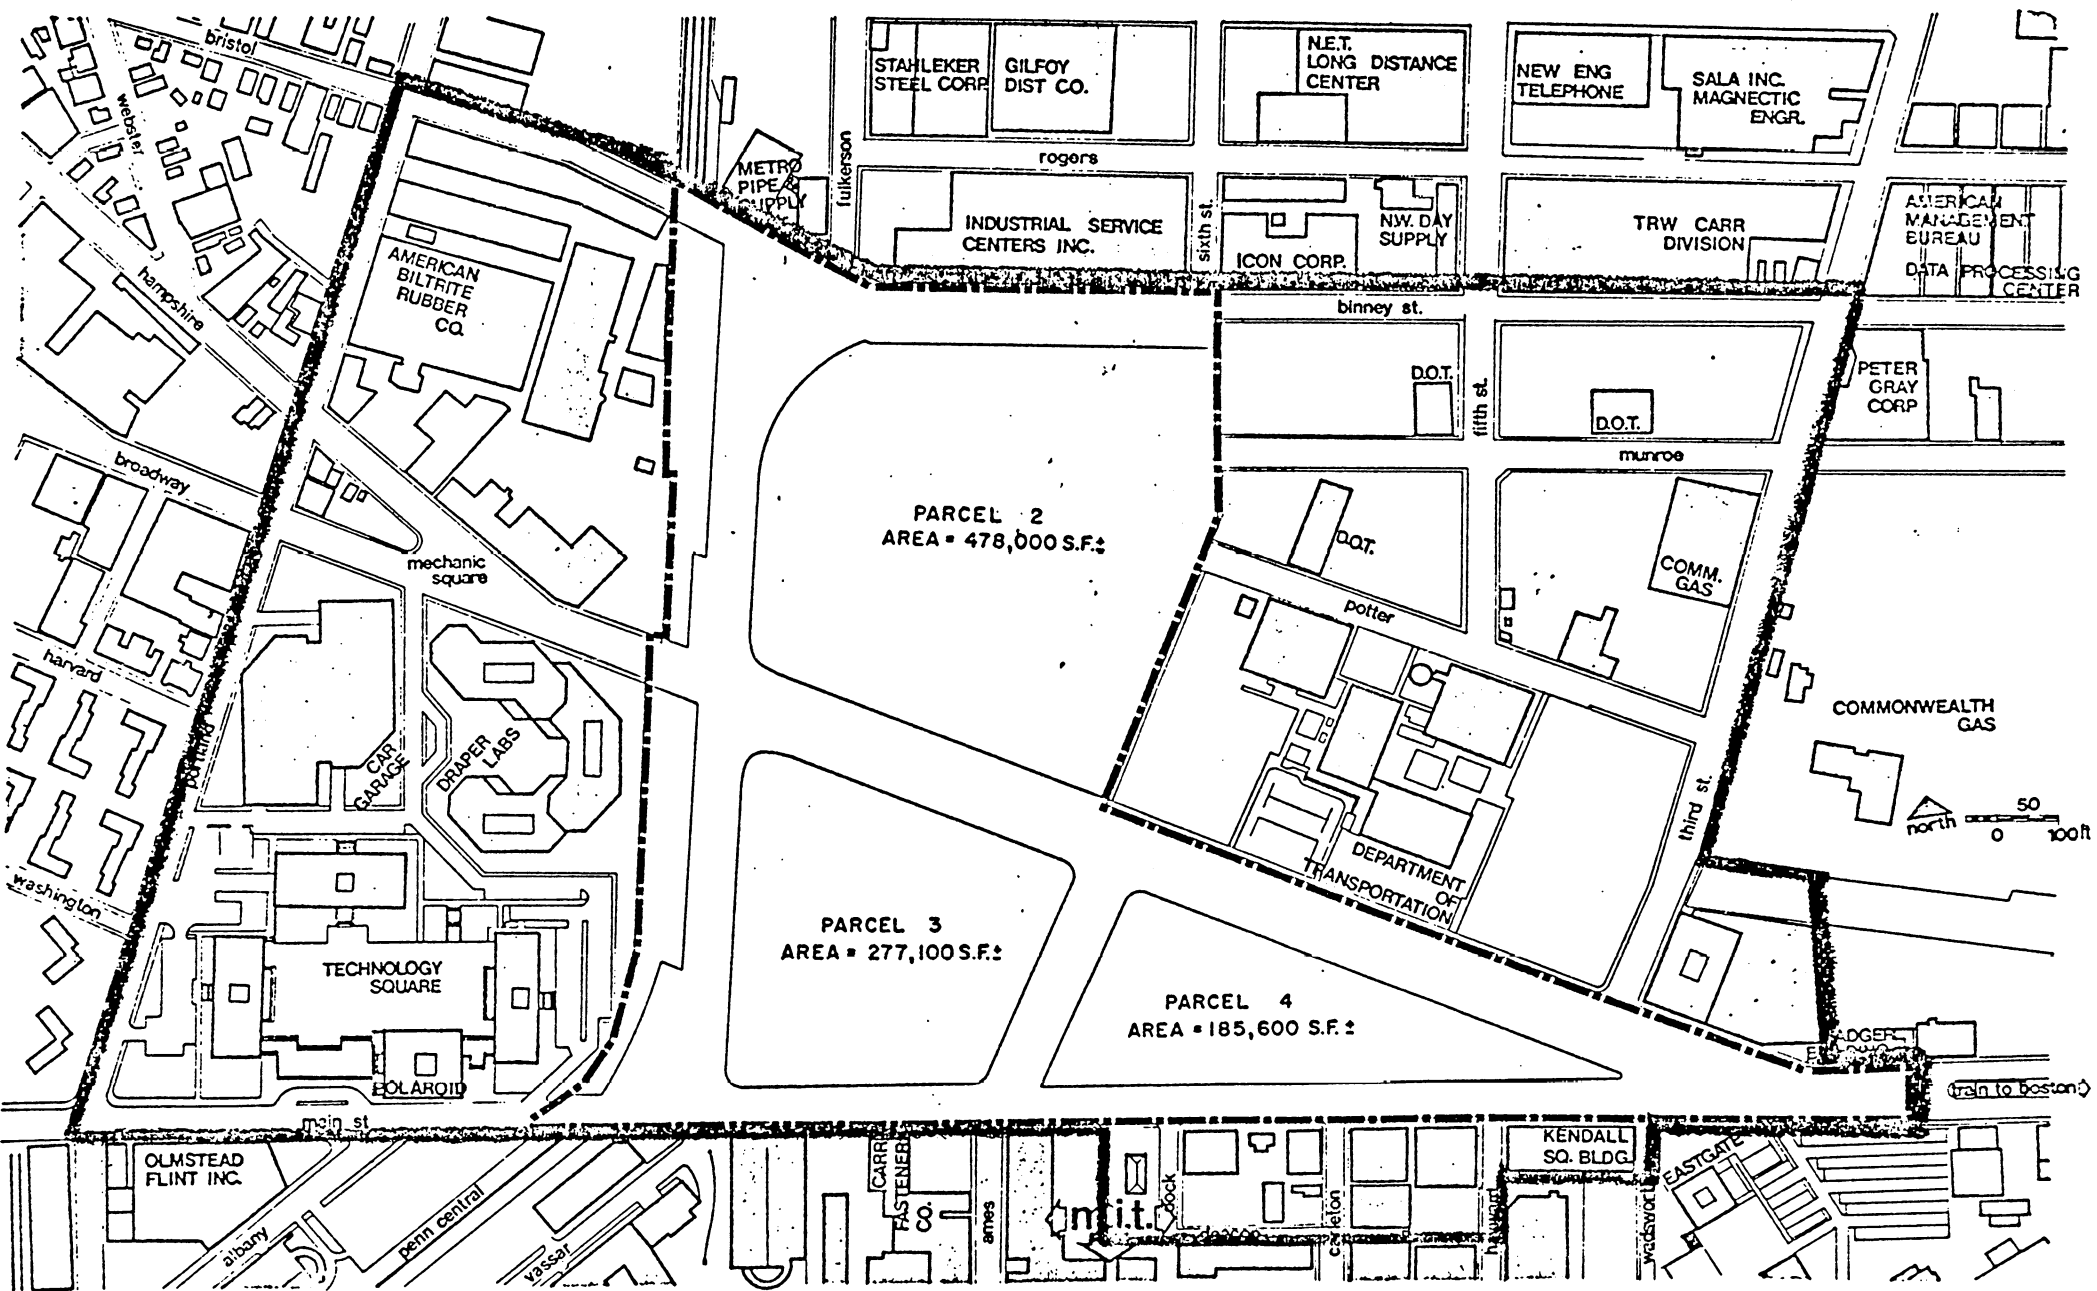 bristol
webster
hampshire
broadway
harvard
washington
portland
STAHLEKER
STEEL CORP.
GILFOY
DIST CO.
N.E.T.
LONG DISTANCE
CENTER
NEW ENG
TELEPHONE
SALA INC.
MAGNECTIC
ENGR.
METRO
PIPE
SUPPLY
fulkerson
rogers
INDUSTRIAL SERVICE
CENTERS INC.
sixth st.
ICON CORP.
N.W. DAY
SUPPLY
TRW CARR
DIVISION
AMERICAN
MANAGEMENT
BUREAU
DATA PROCESSING
CENTER
AMERICAN
BILTRITE
RUBBER
CO.
binney st.
D.O.T.
fifth st.
D.O.T.
PETER
GRAY
CORP
munroe
PARCEL 2
AREA = 478,000 S.F.±
D.O.T.
COMM.
GAS
mechanic
square
potter
CAR
GARAGE
DRAPER
LABS
COMMONWEALTH
GAS
third st.
north
50
0
100ft
DEPARTMENT
OF
TRANSPORTATION
PARCEL 3
AREA = 277,100 S.F.±
PARCEL 4
AREA = 185,600 S.F.±
TECHNOLOGY
SQUARE
POLAROID
main st
train to boston
OLMSTEAD
FLINT INC.
albany
penn central
vassar
CARR
FASTENER
CO.
ames
m.i.t.
dock
carleton
KENDALL
SQ. BLDG.
wadsworth
EASTGATE